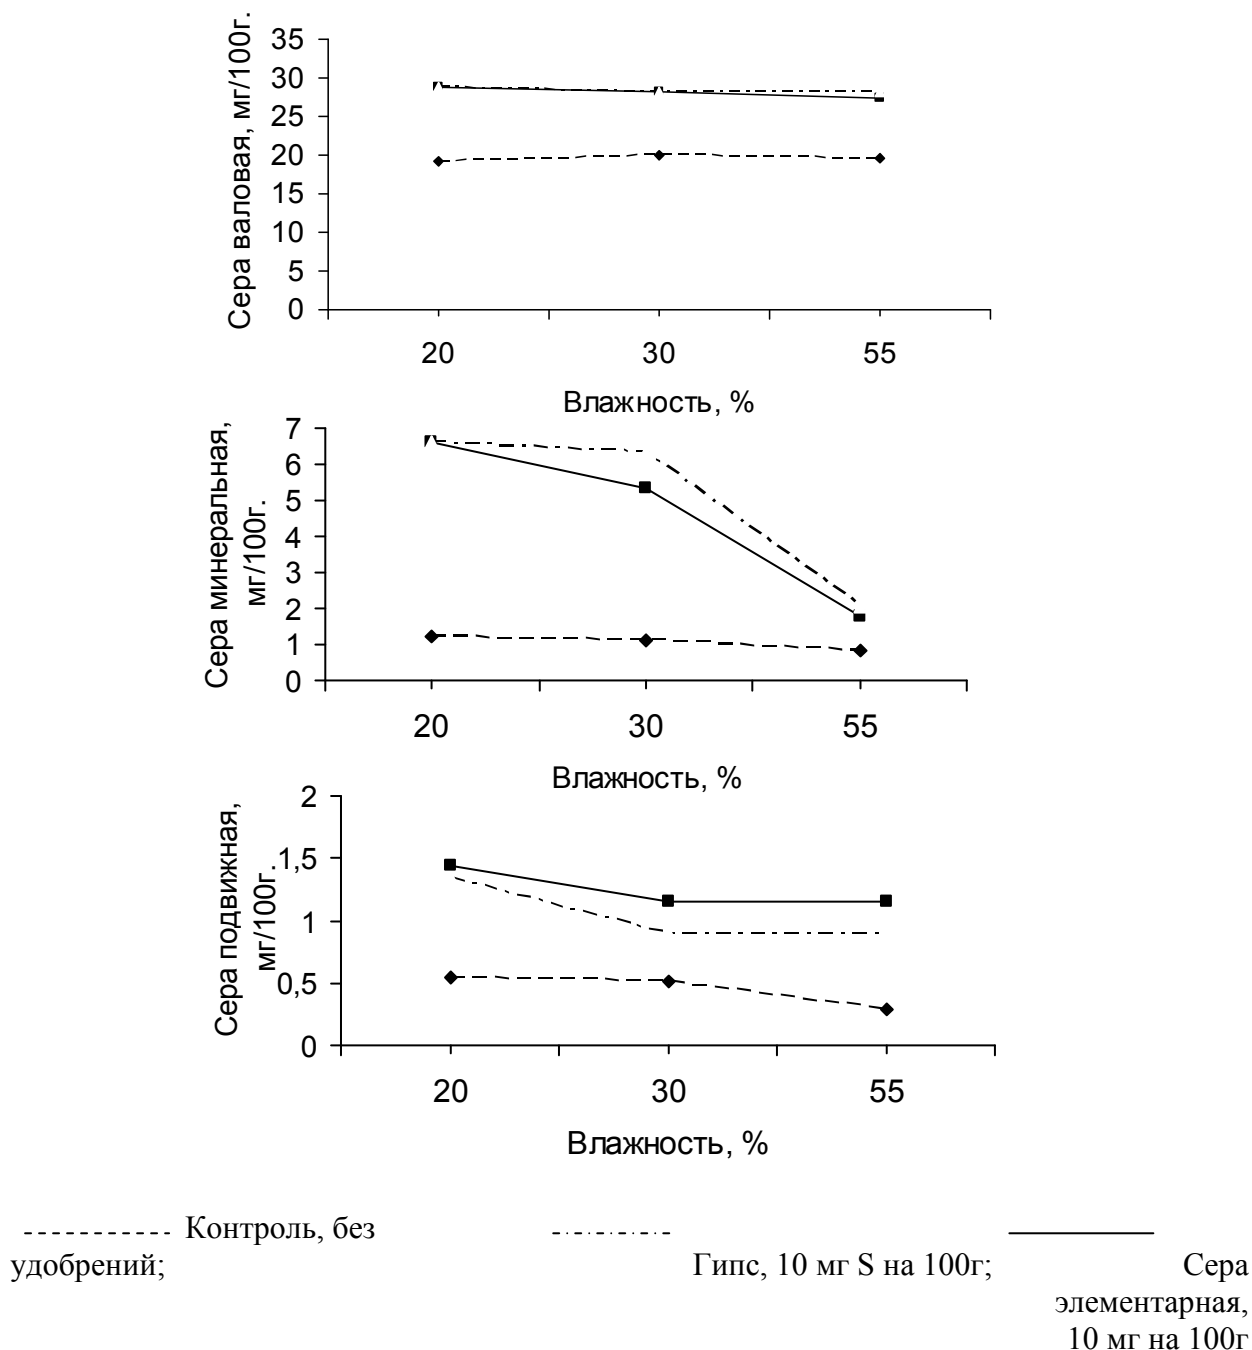 Сера валовая, мг/100г.
35
30
25
20
15
10
5
0
20 30 55
Влажность, %
Сера минеральная,
мг/100г.
7
6
5
4
3
2
1
0
20 30 55
Влажность, %
Сера подвижная,
мг/100г.
2
1,5
1
0,5
0
20 30 55
Влажность, %
Контроль, без
удобрений;
Гипс, 10 мг S на 100г;
Сера
элементарная,
10 мг на 100г